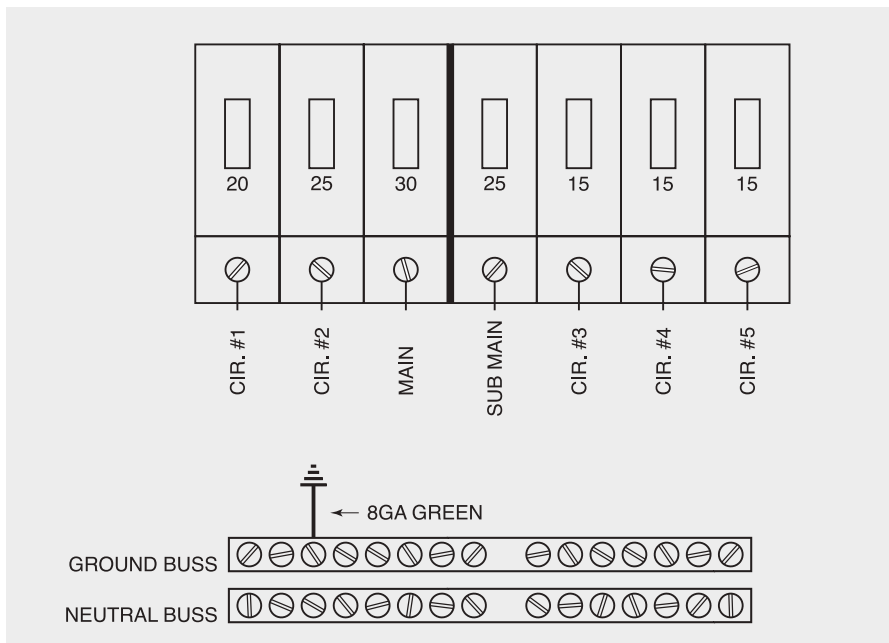 20 25 30 25 15 15 15
CIR. #1 CIR. #2 MAIN SUB MAIN CIR. #3 CIR. #4 CIR. #5
8GA GREEN
GROUND BUSS
NEUTRAL BUSS